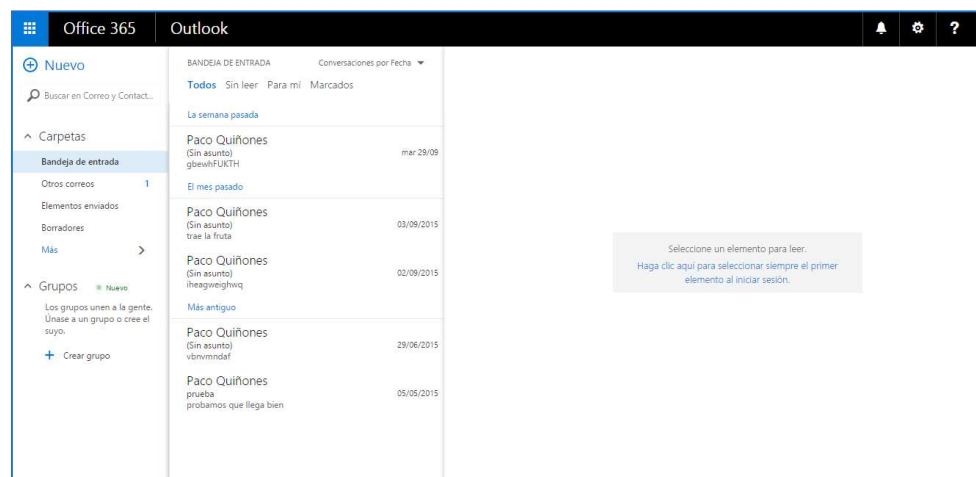 Office 365
Outlook
?
Nuevo
Buscar en Correo y Contact...
Carpetas
Bandeja de entrada
Otros correos 1
Elementos enviados
Borradores
Más
Grupos Nuevo
Los grupos unen a la gente.
Únase a un grupo o cree el
suyo.
Crear grupo
BANDEJA DE ENTRADA Conversaciones por Fecha
Todos Sin leer Para mí Marcados
La semana pasada
Paco Quiñones
(Sin asunto) mar 29/09
gbewhFUKTH
El mes pasado
Paco Quiñones
(Sin asunto) 03/09/2015
trae la fruta
Paco Quiñones
(Sin asunto) 02/09/2015
iheagweighwq
Más antiguo
Paco Quiñones
(Sin asunto) 29/06/2015
vbnvmndaf
Paco Quiñones
prueba 05/05/2015
probamos que llega bien
Seleccione un elemento para leer.
Haga clic aquí para seleccionar siempre el primer
elemento al iniciar sesión.